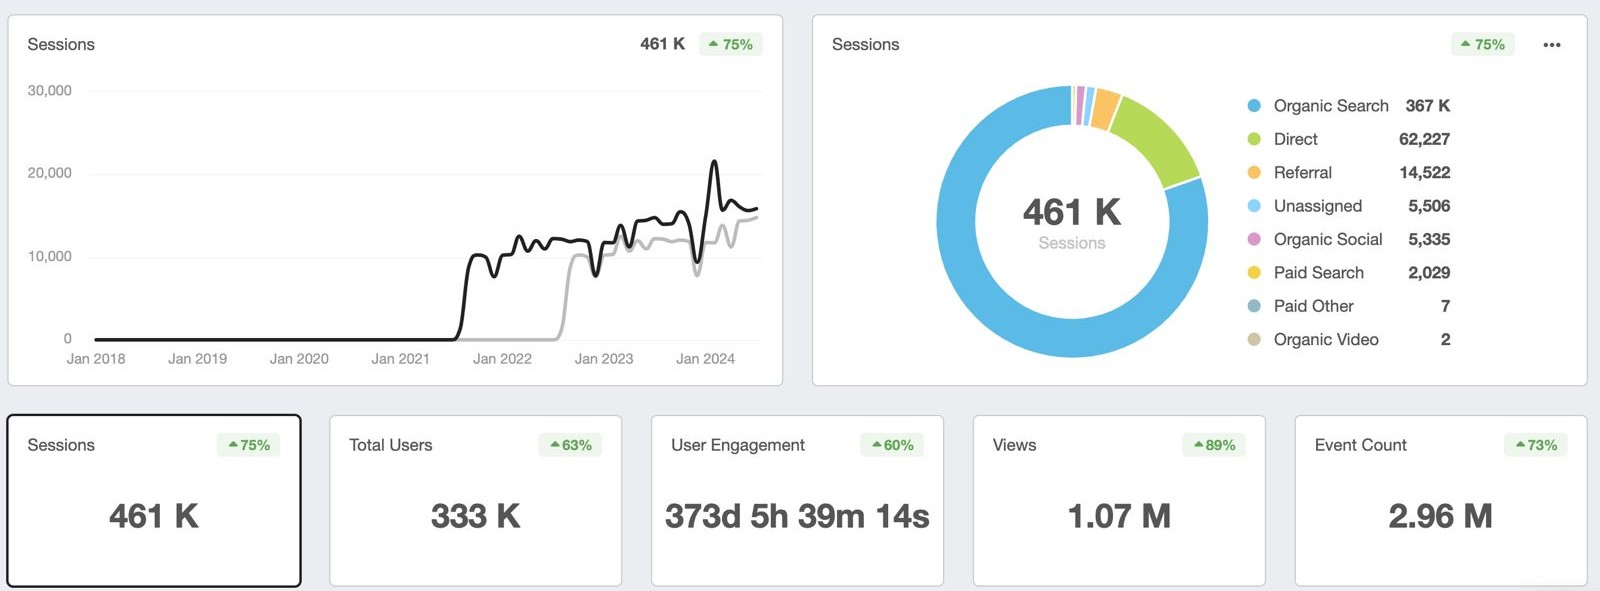 Sessions
461 K
75%
30,000
20,000
10,000
0
Jan 2018
Jan 2019
Jan 2020
Jan 2021
Jan 2022
Jan 2023
Jan 2024
Sessions
75%
461 K
Sessions
Organic Search 367 K
Direct 62,227
Referral 14,522
Unassigned 5,506
Organic Social 5,335
Paid Search 2,029
Paid Other 7
Organic Video 2
Sessions
75%
461 K
Total Users
63%
333 K
User Engagement
60%
373d 5h 39m 14s
Views
89%
1.07 M
Event Count
73%
2.96 M